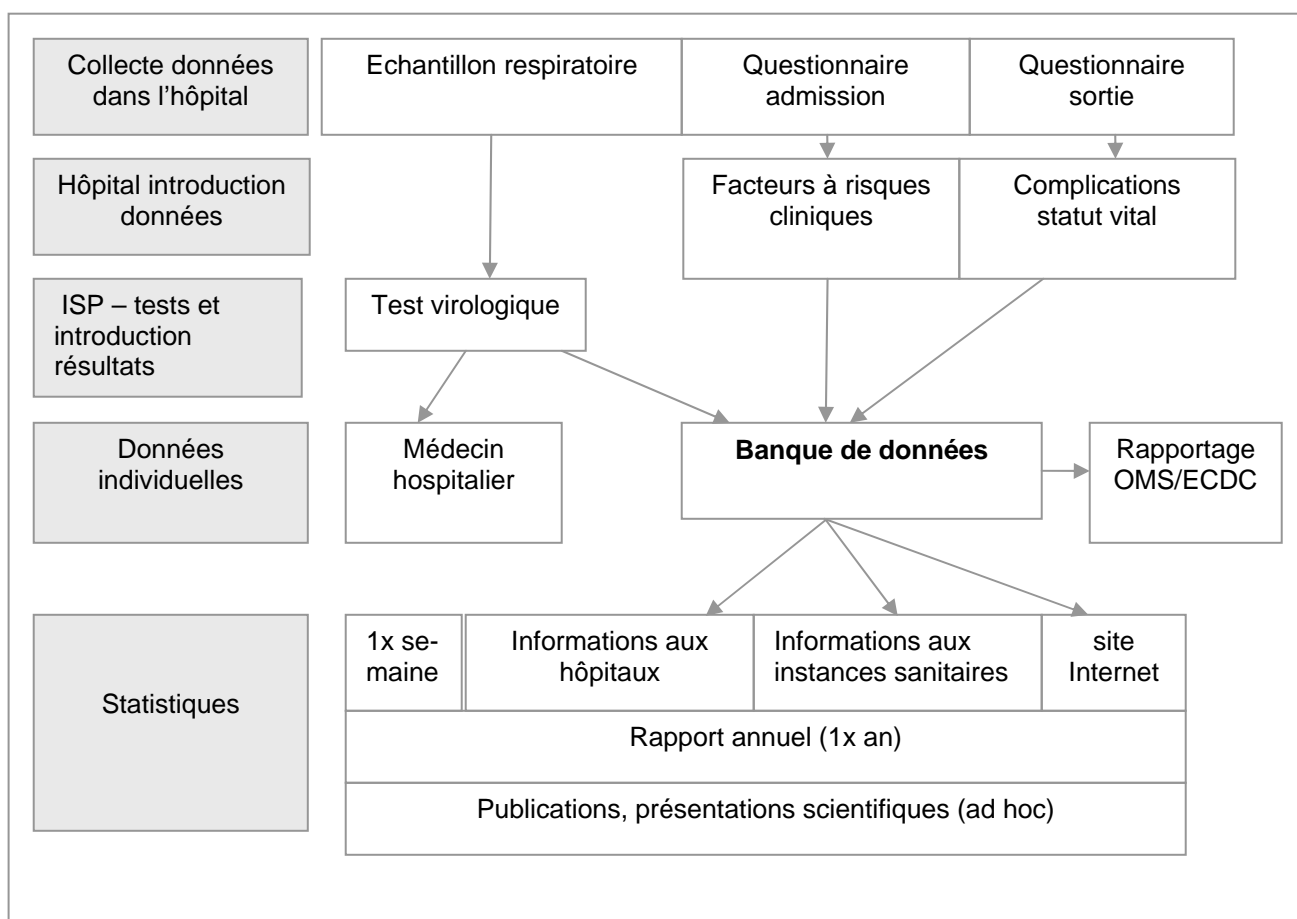 Collecte données
dans l’hôpital
Echantillon respiratoire
Questionnaire
admission
Questionnaire
sortie
Hôpital introduction
données
Facteurs à risques
cliniques
Complications
statut vital
ISP – tests et
introduction
résultats
Test virologique
Données
individuelles
Médecin
hospitalier
Banque de données
Rapportage
OMS/ECDC
Statistiques
1x se-
maine
Informations aux
hôpitaux
Informations aux
instances sanitaires
site
Internet
Rapport annuel (1x an)
Publications, présentations scientifiques (ad hoc)